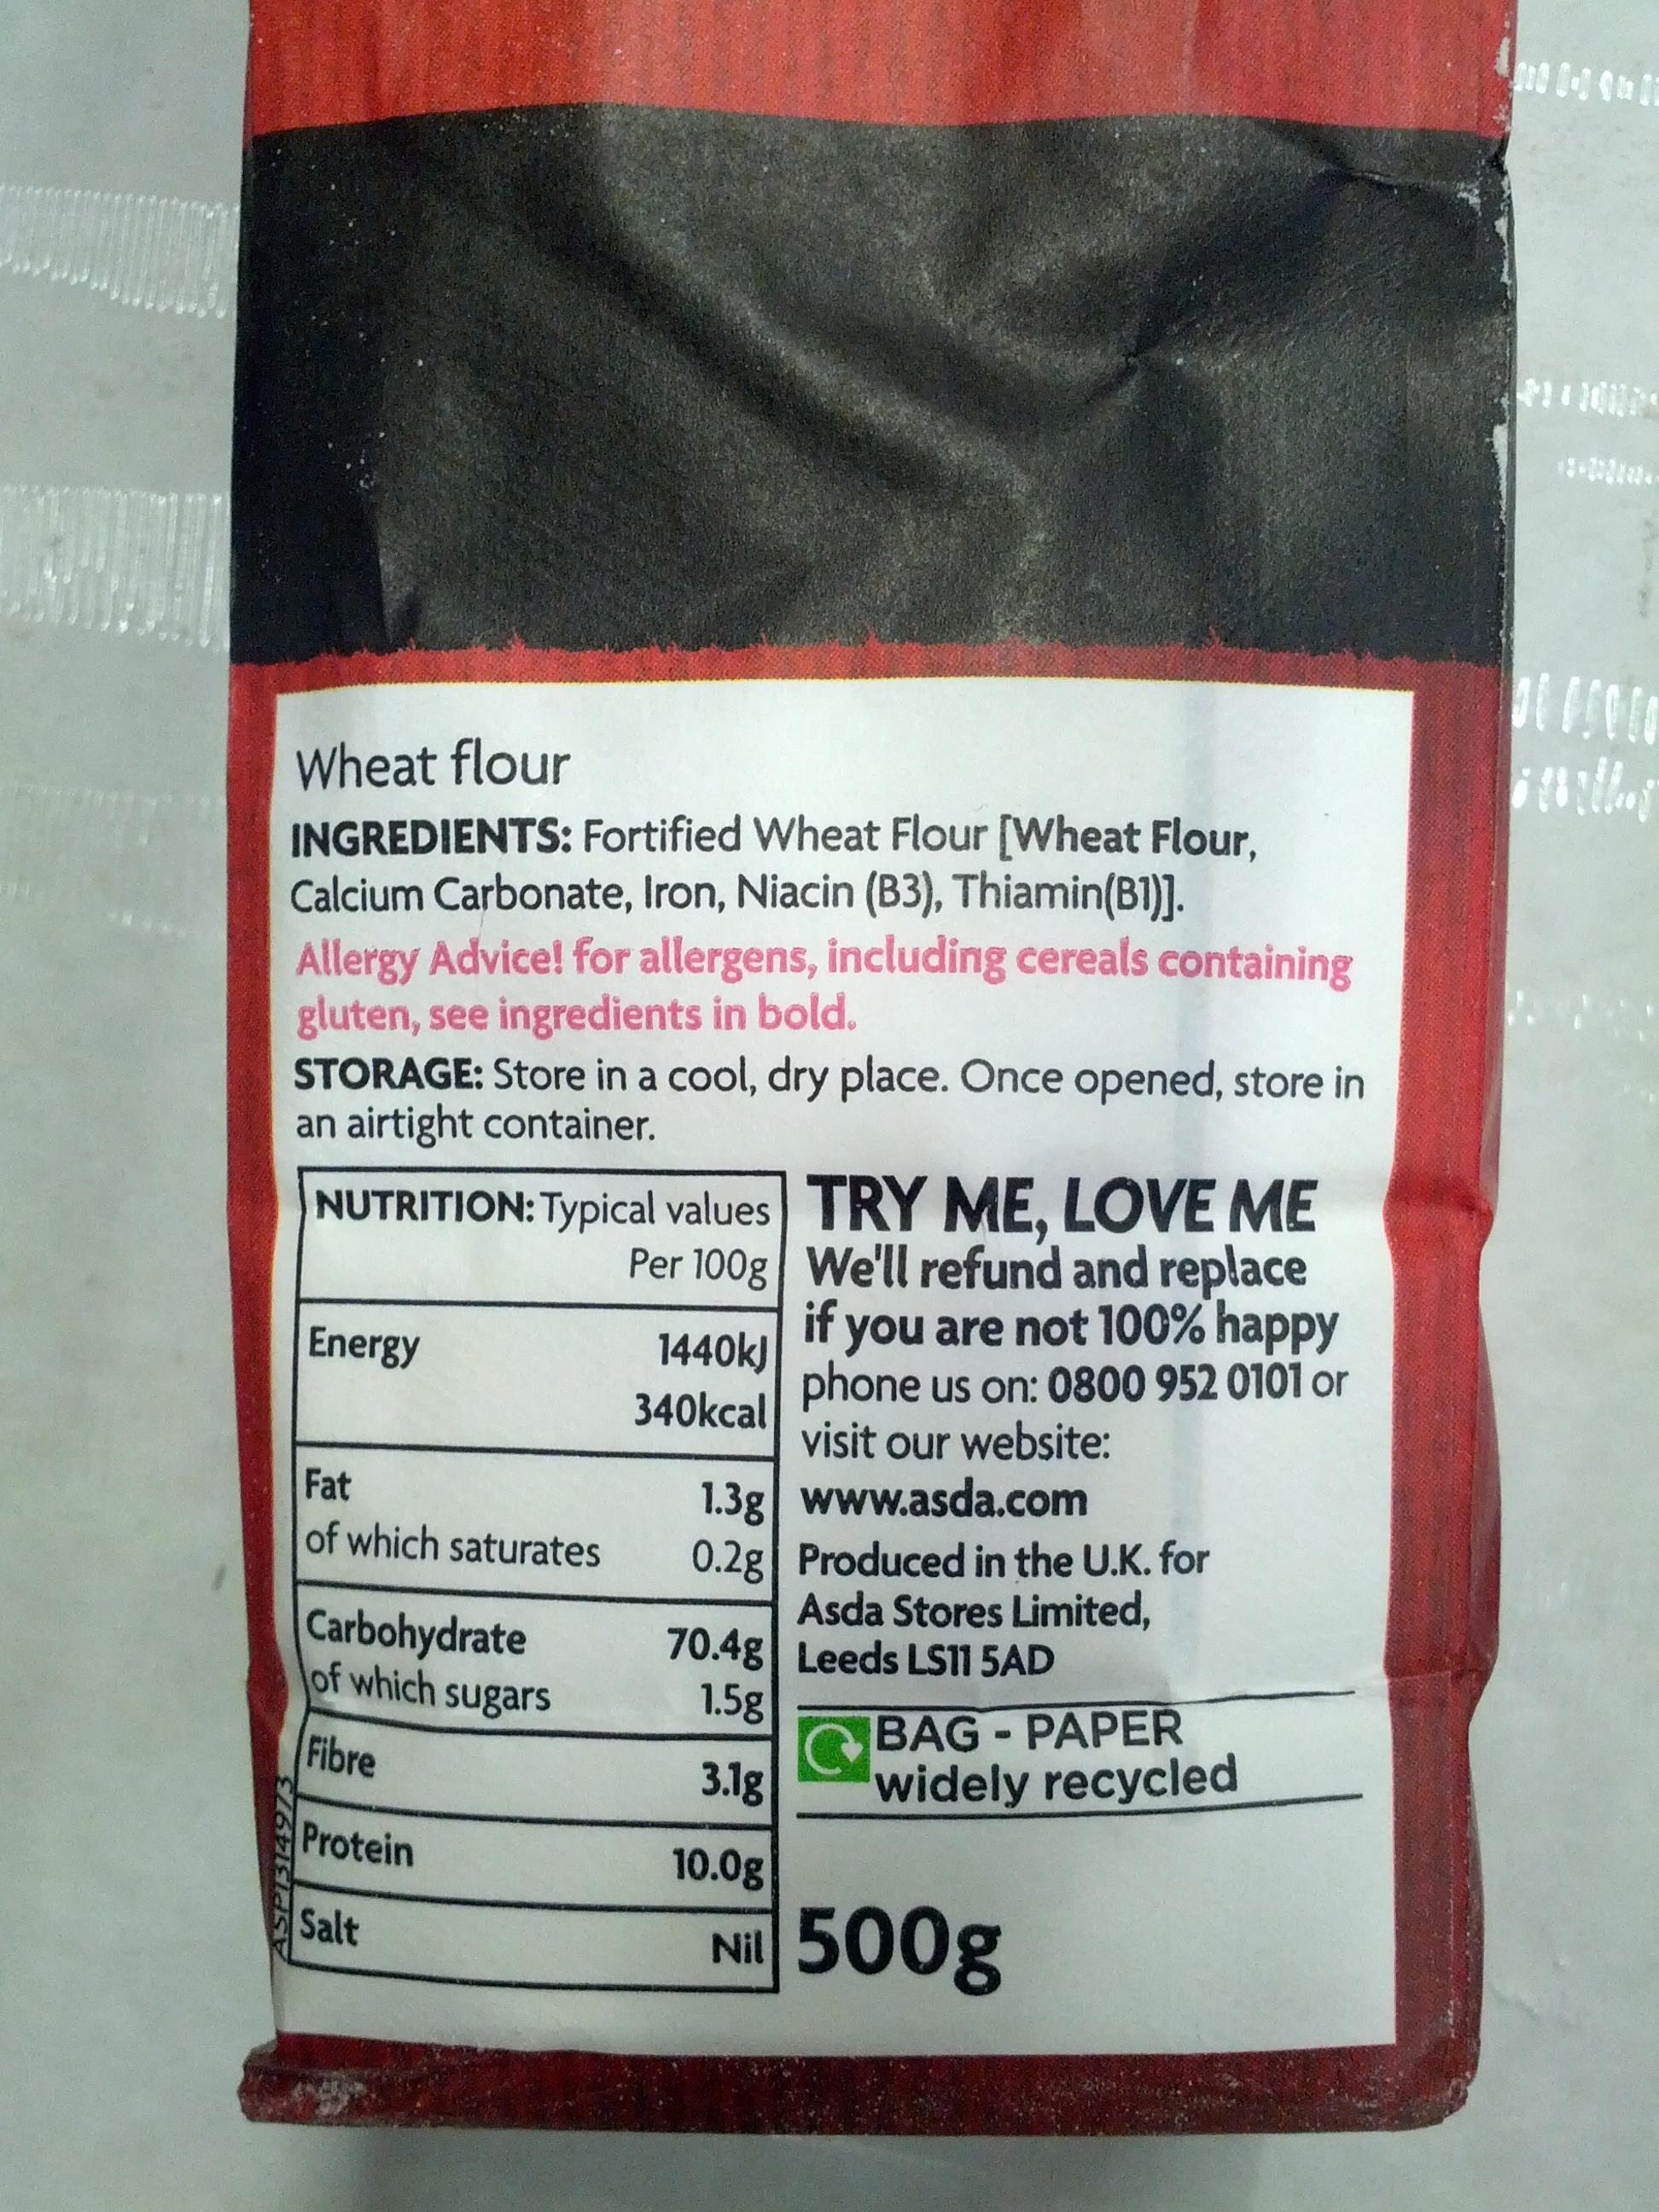 Wheat flour
INGREDIENTS: Fortified Wheat Flour [Wheat Flour,
Calcium Carbonate, Iron, Niacin (B3), Thiamin(B1)].
Allergy Advice! for allergens, including cereals containing
gluten, see ingredients in bold.
STORAGE: Store in a cool, dry place. Once opened, store in
an airtight container.
NUTRITION: Typical values
Per 100g
Energy 1440kJ
340kcal
Fat 1.3g
of which saturates 0.2g
Carbohydrate 70.4g
of which sugars 1.5g
Fibre 3.1g
Protein 10.0g
Salt Nil
ASP1314973
TRY ME, LOVE ME
We'll refund and replace
if you are not 100% happy
phone us on: 0800 952 0101 or
visit our website:
www.asda.com
Produced in the U.K. for
Asda Stores Limited,
Leeds LS11 5AD
BAG - PAPER
widely recycled
500g